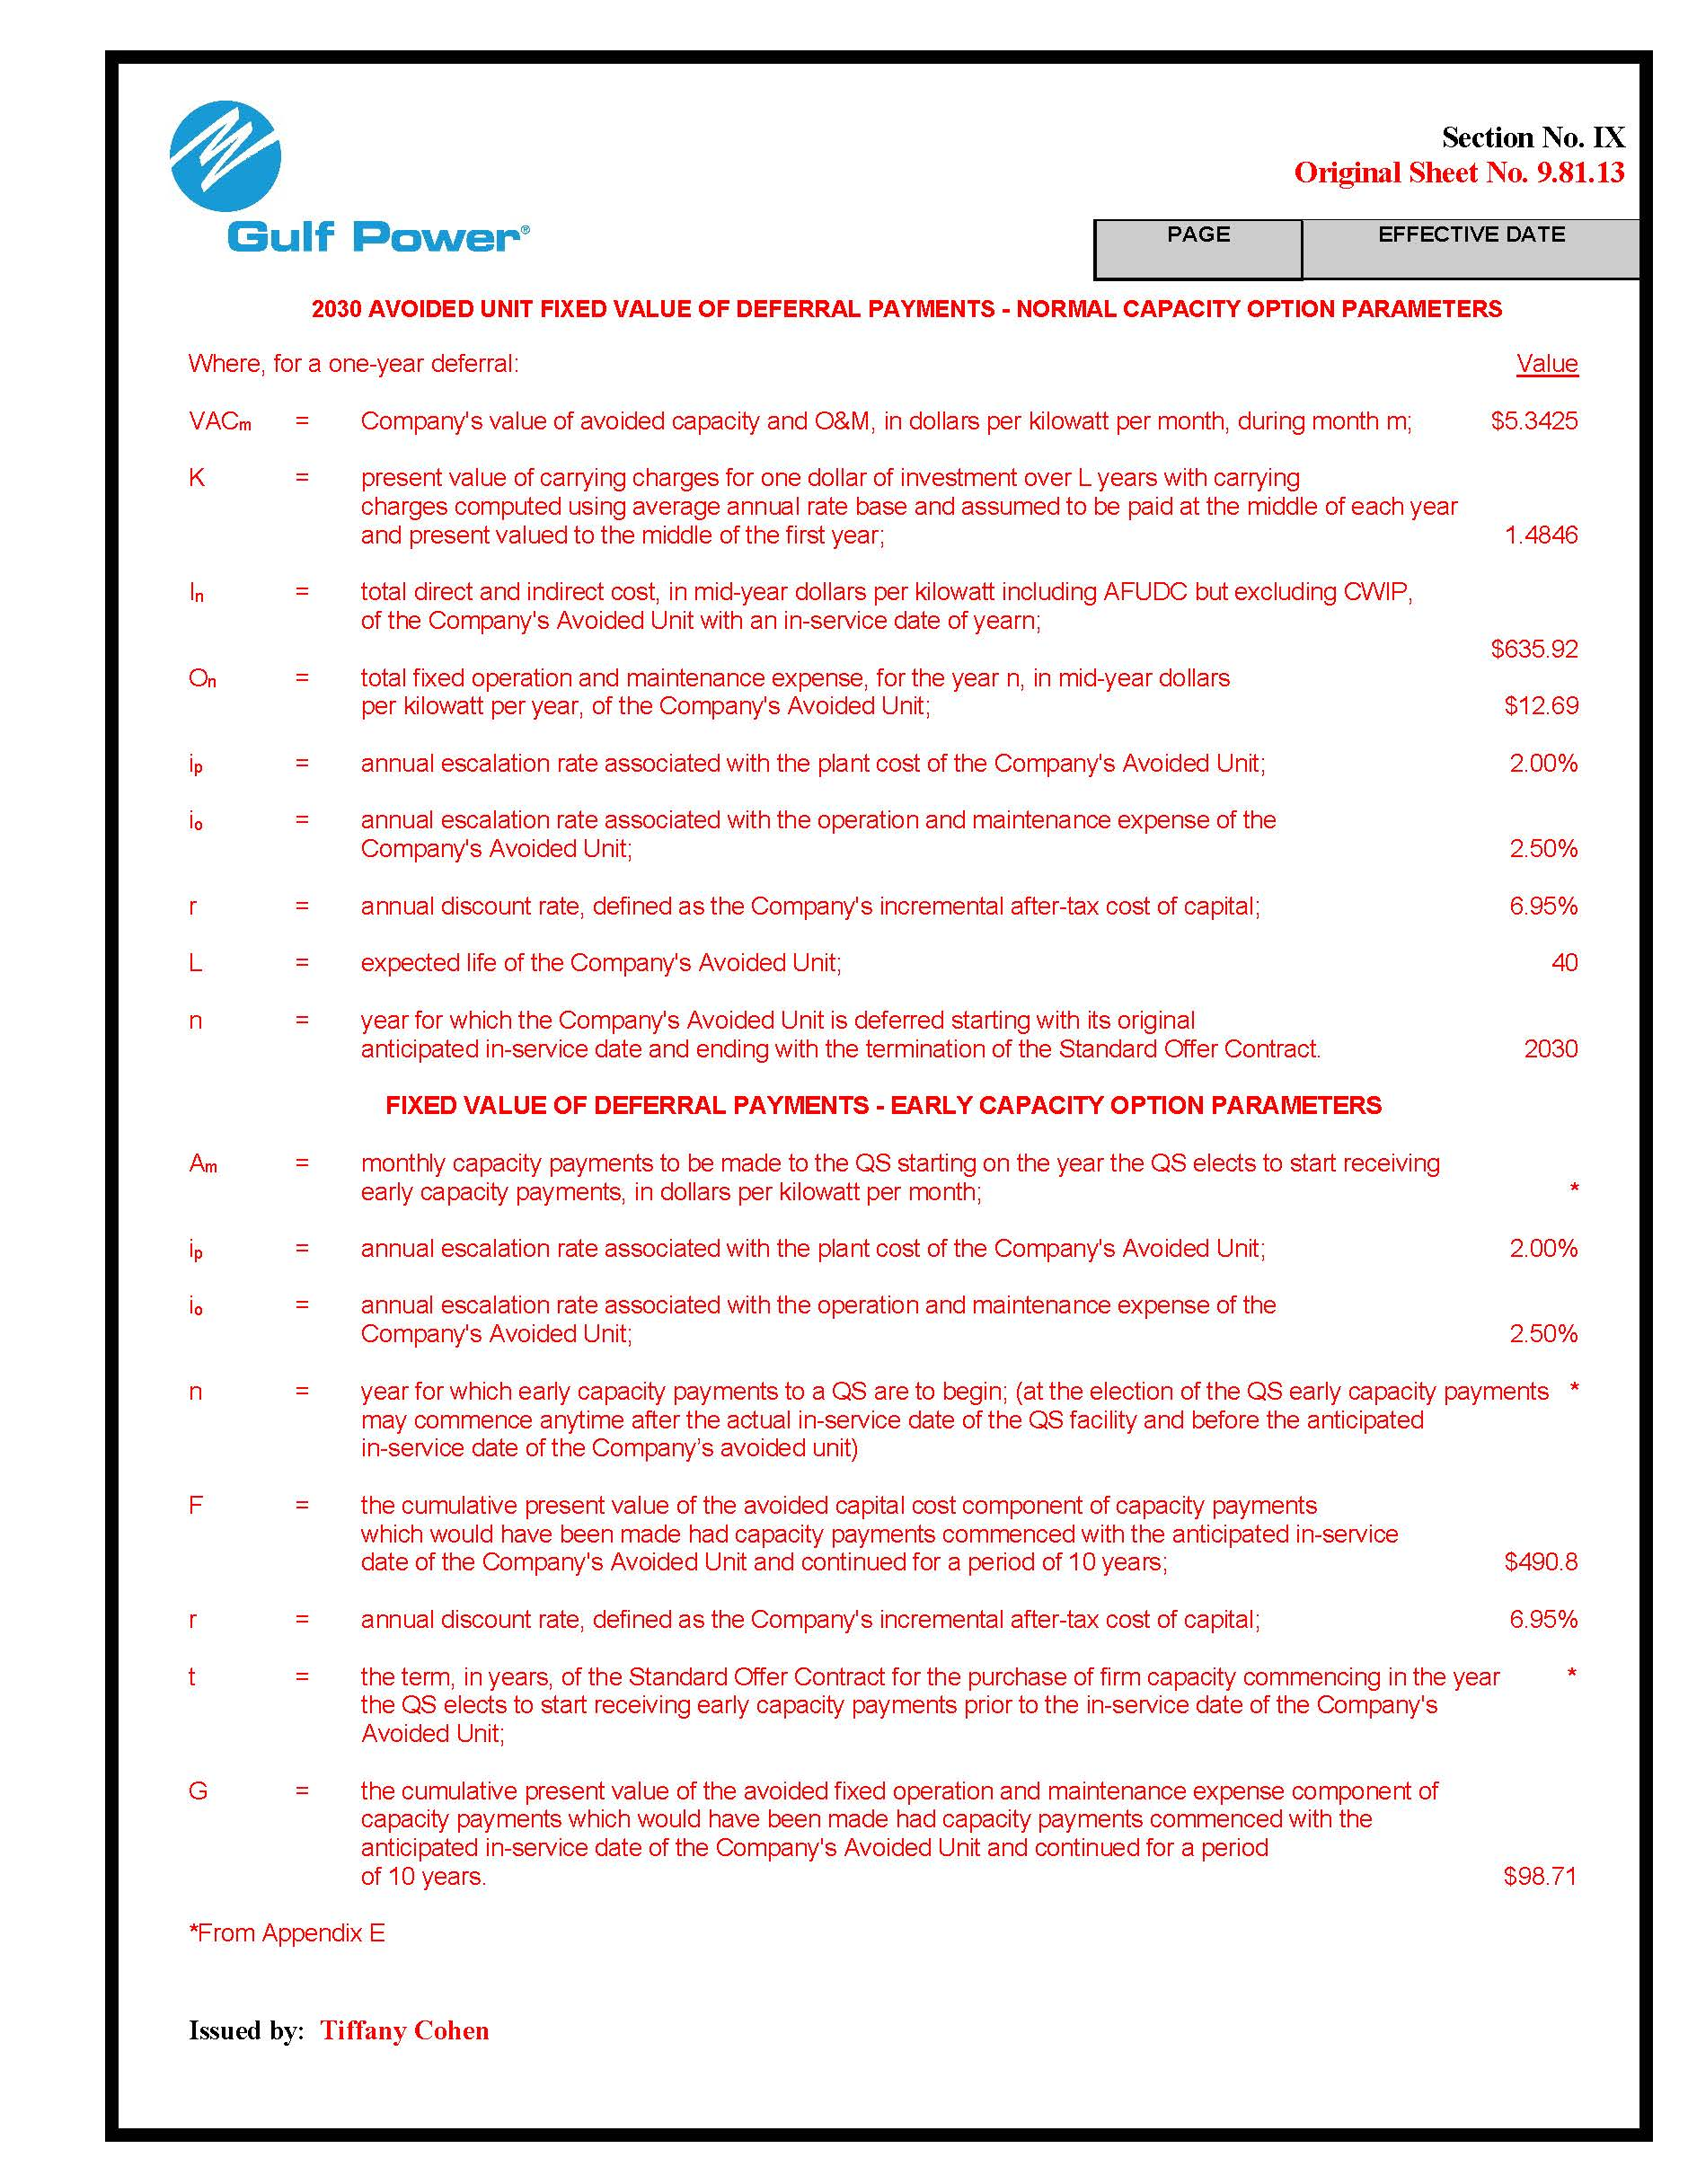 Gulf Power®
Section No. IX
Original Sheet No. 9.81.13
PAGE EFFECTIVE DATE
2030 AVOIDED UNIT FIXED VALUE OF DEFERRAL PAYMENTS - NORMAL CAPACITY OPTION PARAMETERS
Where, for a one-year deferral: Value
VACm = Company's value of avoided capacity and O&M, in dollars per kilowatt per month, during month m; $5.3425
K = present value of carrying charges for one dollar of investment over L years with carrying
charges computed using average annual rate base and assumed to be paid at the middle of each year
and present valued to the middle of the first year; 1.4846
In = total direct and indirect cost, in mid-year dollars per kilowatt including AFUDC but excluding CWIP,
of the Company's Avoided Unit with an in-service date of yearn;
$635.92
On = total fixed operation and maintenance expense, for the year n, in mid-year dollars
per kilowatt per year, of the Company's Avoided Unit; $12.69
ip = annual escalation rate associated with the plant cost of the Company's Avoided Unit; 2.00%
io = annual escalation rate associated with the operation and maintenance expense of the
Company's Avoided Unit; 2.50%
r = annual discount rate, defined as the Company's incremental after-tax cost of capital; 6.95%
L = expected life of the Company's Avoided Unit; 40
n = year for which the Company's Avoided Unit is deferred starting with its original
anticipated in-service date and ending with the termination of the Standard Offer Contract. 2030
FIXED VALUE OF DEFERRAL PAYMENTS - EARLY CAPACITY OPTION PARAMETERS
Am = monthly capacity payments to be made to the QS starting on the year the QS elects to start receiving
early capacity payments, in dollars per kilowatt per month; *
ip = annual escalation rate associated with the plant cost of the Company's Avoided Unit; 2.00%
io = annual escalation rate associated with the operation and maintenance expense of the
Company's Avoided Unit; 2.50%
n = year for which early capacity payments to a QS are to begin; (at the election of the QS early capacity payments *
may commence anytime after the actual in-service date of the QS facility and before the anticipated
in-service date of the Company’s avoided unit)
F = the cumulative present value of the avoided capital cost component of capacity payments
which would have been made had capacity payments commenced with the anticipated in-service
date of the Company's Avoided Unit and continued for a period of 10 years; $490.8
r = annual discount rate, defined as the Company's incremental after-tax cost of capital; 6.95%
t = the term, in years, of the Standard Offer Contract for the purchase of firm capacity commencing in the year *
the QS elects to start receiving early capacity payments prior to the in-service date of the Company's
Avoided Unit;
G = the cumulative present value of the avoided fixed operation and maintenance expense component of
capacity payments which would have been made had capacity payments commenced with the
anticipated in-service date of the Company's Avoided Unit and continued for a period
of 10 years. $98.71
*From Appendix E
Issued by: Tiffany Cohen